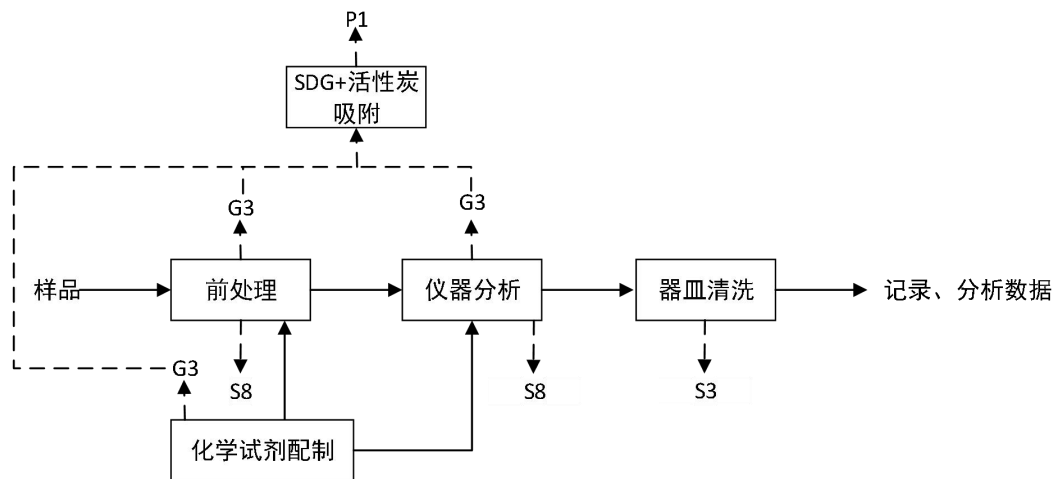 P1
SDG+活性炭
吸附
G3
G3
样品
前处理
仪器分析
器皿清洗
记录、分析数据
G3
S8
S8
S3
化学试剂配制